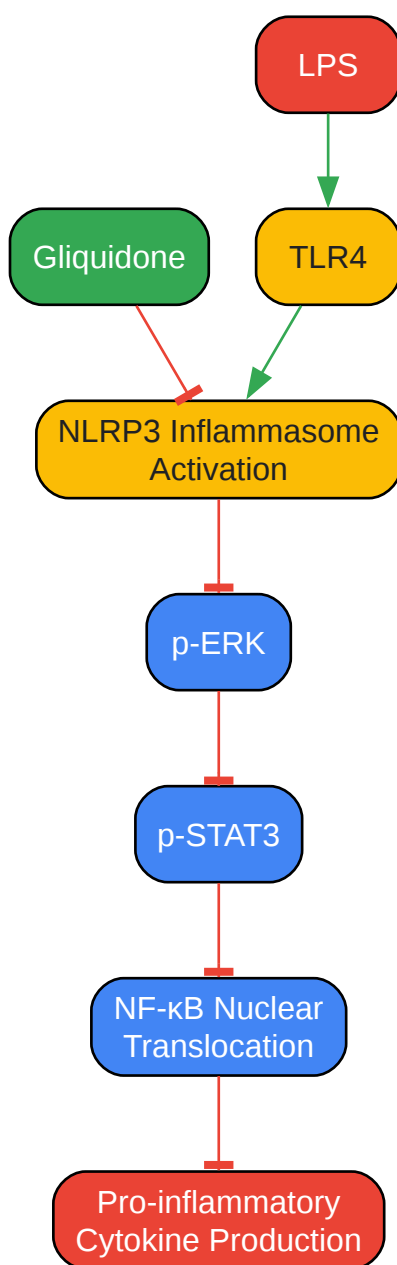 LPS
Gliquidone
TLR4
NLRP3 Inflammasome
Activation
p-ERK
p-STAT3
NF-κB Nuclear
Translocation
Pro-inflammatory
Cytokine Production